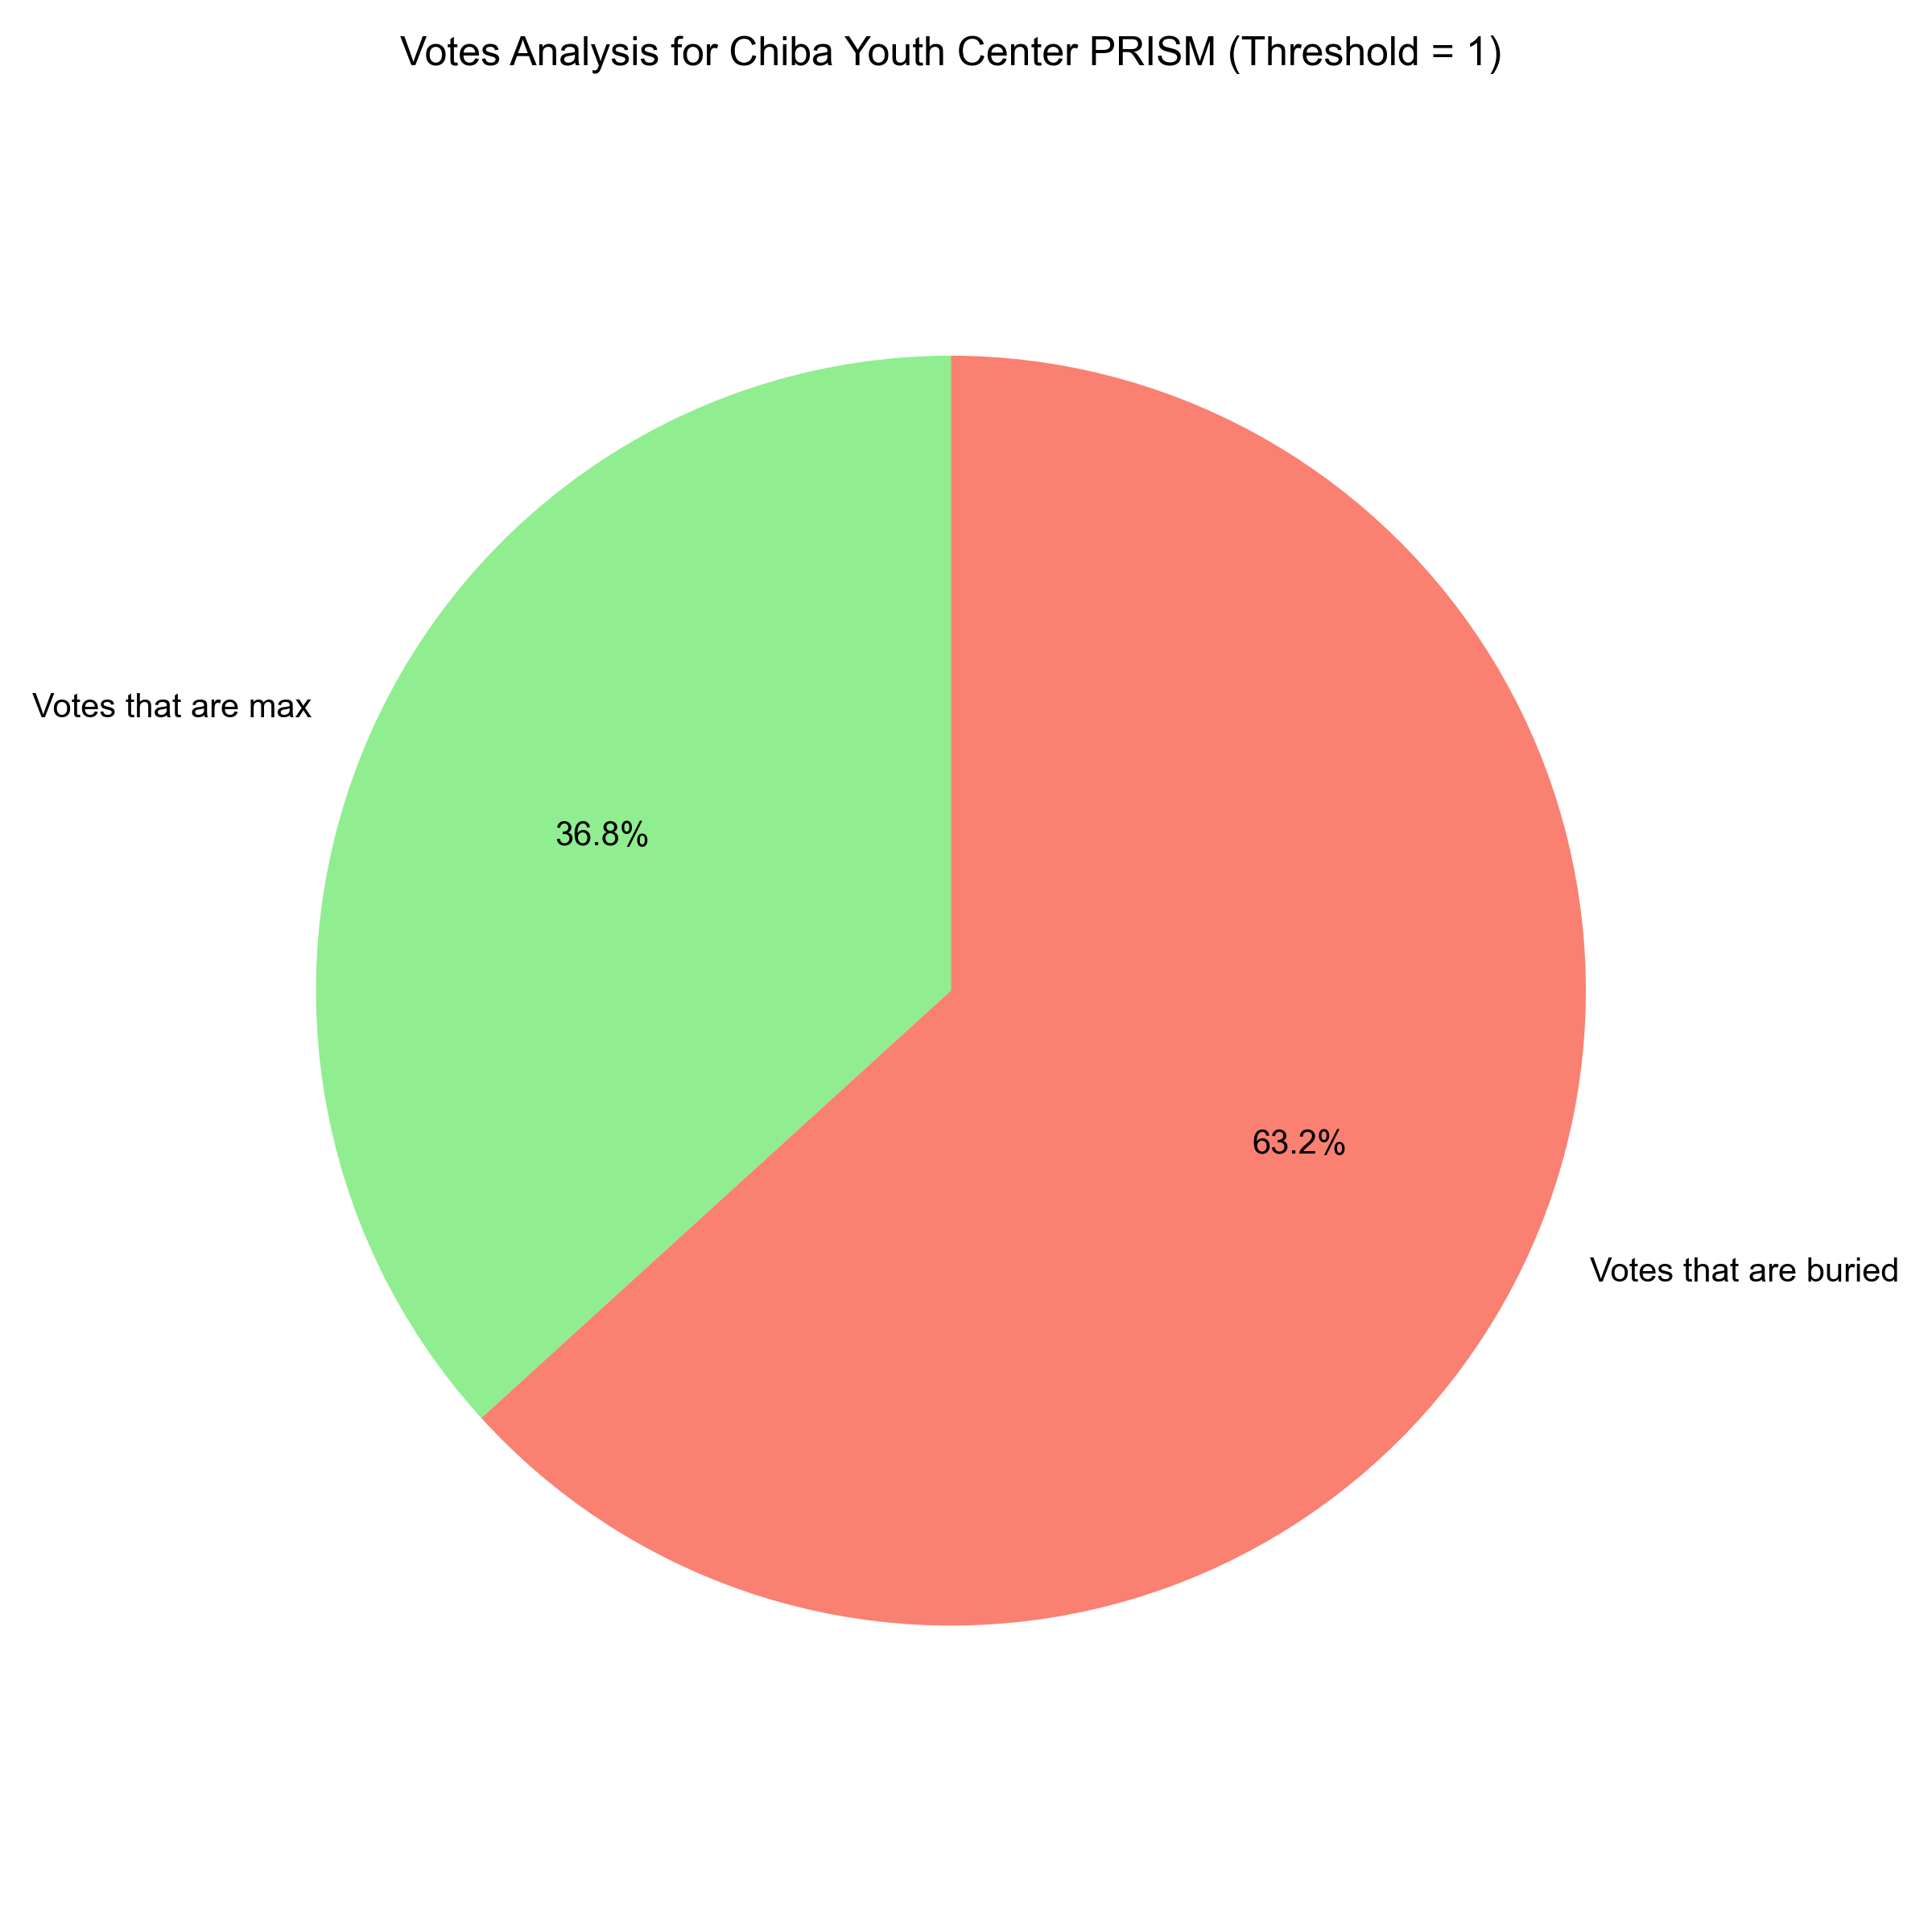 Votes Analysis for Chiba Youth Center PRISM (Threshold = 1)
Votes that are max
36.8%
63.2%
Votes that are buried